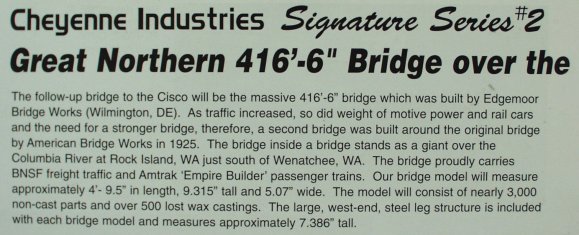 Cheyenne Industries Signature Series #2
Great Northern 416'-6" Bridge over the
The follow-up bridge to the Cisco will be the massive 416'-6" bridge which was built by Edgemoor
Bridge Works (Wilmington, DE). As traffic increased, so did weight of motive power and rail cars
and the need for a stronger bridge, therefore, a second bridge was built around the original bridge
by American Bridge Works in 1925. The bridge inside a bridge stands as a giant over the
Columbia River at Rock Island, WA just south of Wenatchee, WA. The bridge proudly carries
BNSF freight traffic and Amtrak 'Empire Builder' passenger trains. Our bridge model will measure
approximately 4'- 9.5" in length, 9.315" tall and 5.07" wide. The model will consist of nearly 3,000
non-cast parts and over 500 lost wax castings. The large, west-end, steel leg structure is included
with each bridge model and measures approximately 7.386" tall.